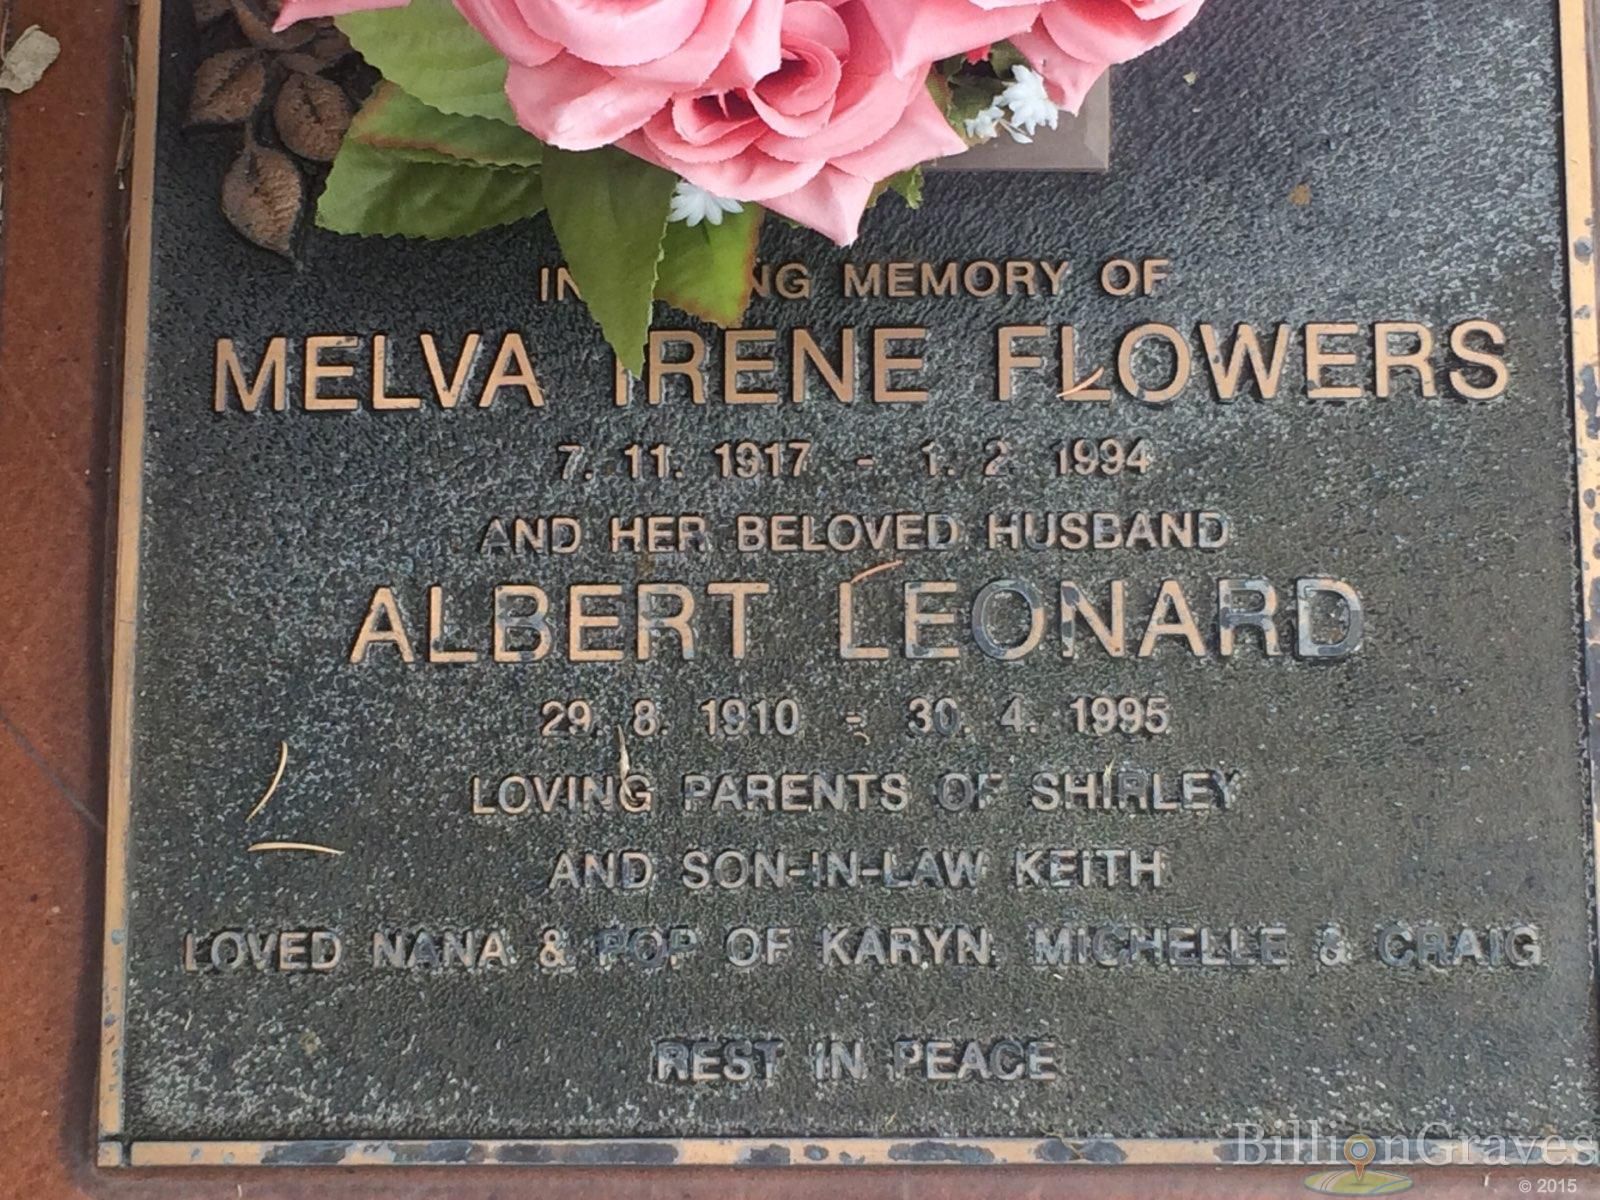 IN LOVING MEMORY OF
MELVA IRENE FLOWERS
7. 11. 1917 - 1. 2. 1994
AND HER BELOVED HUSBAND
ALBERT LEONARD
29. 8. 1910 - 30. 4. 1995
LOVING PARENTS OF SHIRLEY
AND SON-IN-LAW KEITH
LOVED NANA & POP OF KARYN, MICHELLE & CRAIG
REST IN PEACE
BillionGraves
© 2015